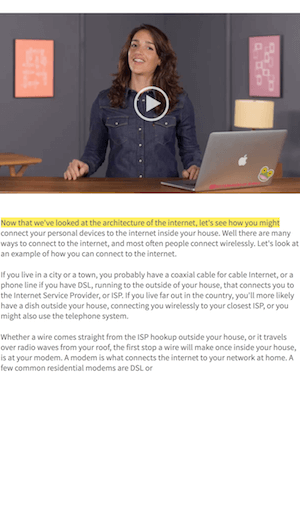 Now that we've looked at the architecture of the internet, let's see how you might
connect your personal devices to the internet inside your house. Well there are many
ways to connect to the internet, and most often people connect wirelessly. Let's look at
an example of how you can connect to the internet.
If you live in a city or a town, you probably have a coaxial cable for cable Internet, or a
phone line if you have DSL, running to the outside of your house, that connects you to
the Internet Service Provider, or ISP. If you live far out in the country, you'll more likely
have a dish outside your house, connecting you wirelessly to your closest ISP, or you
might also use the telephone system.
Whether a wire comes straight from the ISP hookup outside your house, or it travels
over radio waves from your roof, the first stop a wire will make once inside your house,
is at your modem. A modem is what connects the internet to your network at home. A
few common residential modems are DSL or